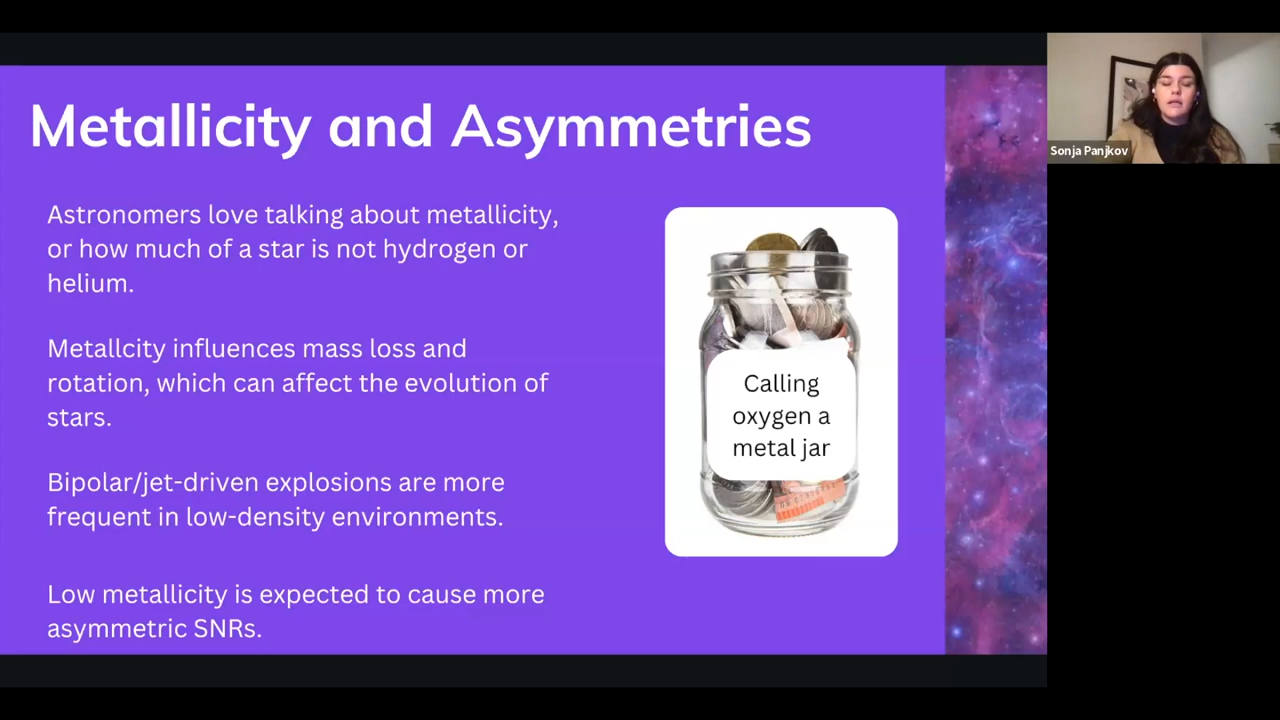 Metallicity and Asymmetries
Astronomers love talking about metallicity,
or how much of a star is not hydrogen or
helium.
Metallcity influences mass loss and
rotation, which can affect the evolution of
stars.
Bipolar/jet-driven explosions are more
frequent in low-density environments.
Low metallicity is expected to cause more
asymmetric SNRs.
Calling
oxygen a
metal jar
Sonja Panjkov